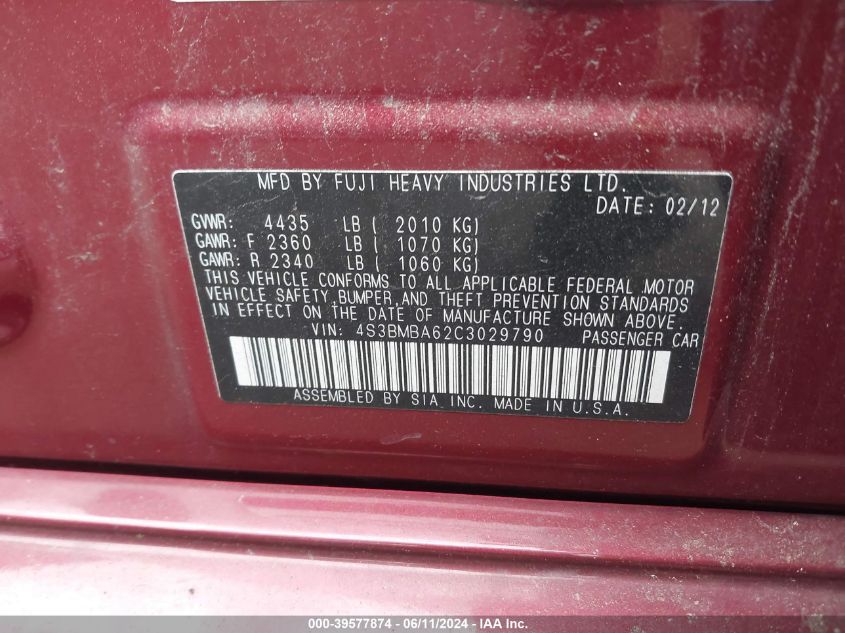 MFD BY FUJI HEAVY INDUSTRIES LTD.
DATE: 02/12
GVWR: 4435 LB ( 2010 KG)
GAWR: F 2360 LB ( 1070 KG)
GAWR: R 2340 LB ( 1060 KG)
THIS VEHICLE CONFORMS TO ALL APPLICABLE FEDERAL MOTOR
VEHICLE SAFETY,BUMPER,AND THEFT PREVENTION STANDARDS
IN EFFECT ON THE DATE OF MANUFACTURE SHOWN ABOVE.
VIN: 4S3BMBA62C3029790 PASSENGER CAR
ASSEMBLED BY SIA INC. MADE IN U.S.A.
000-39577874 - 06/11/2024 - IAA Inc.